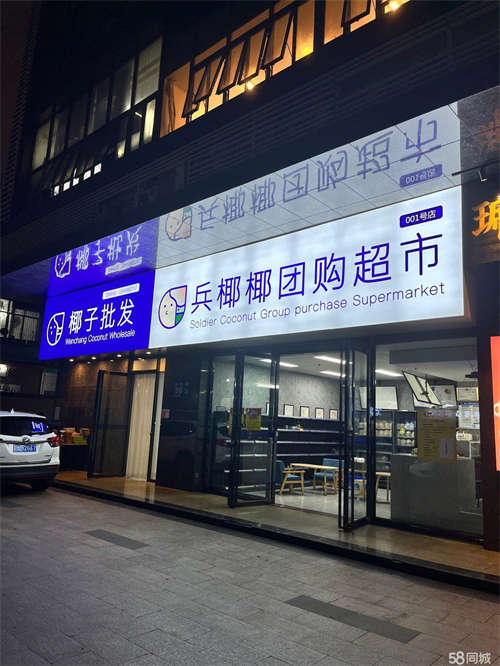 001号店
兵椰椰团购超市
Soldier Coconut Group purchase Supermarket
椰子批发
Wenchang Coconut Wholesale
58同城